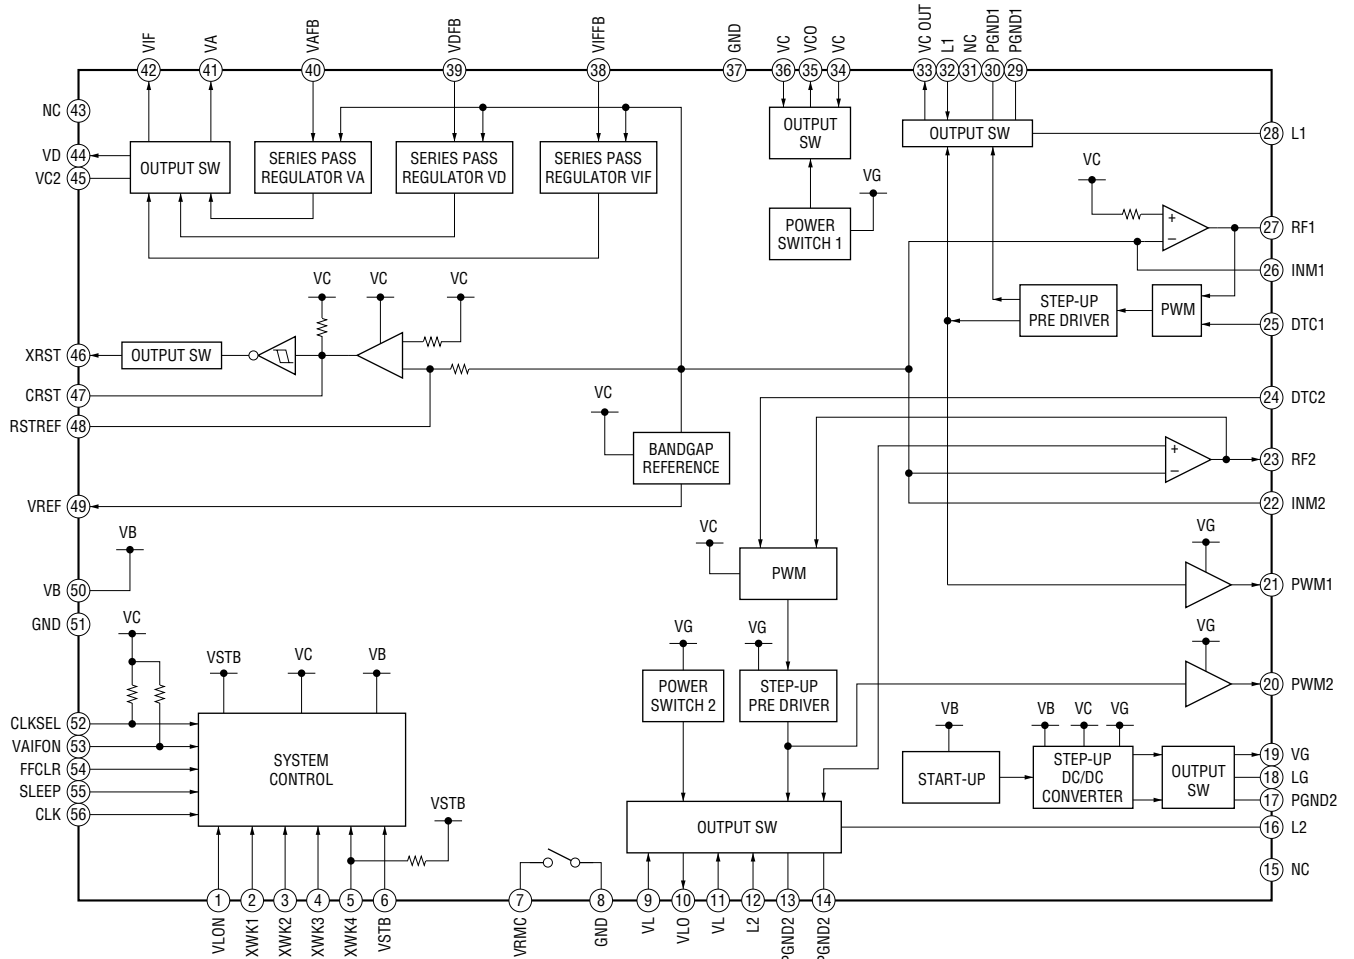 VIF
VA
VAFB
VDFB
VIFFB
GND
VC
VCO
VC
VC OUT
L1
NC
PGND1
PGND1
42
41
40
39
38
37
36
35
34
33
32
31
30
29
NC 43
VD 44
VC2 45
OUTPUT SW
SERIES PASS
REGULATOR VA
SERIES PASS
REGULATOR VD
SERIES PASS
REGULATOR VIF
OUTPUT
SW
VG
POWER
SWITCH 1
OUTPUT SW
28 L1
VC
+
−
27 RF1
26 INM1
STEP-UP
PRE DRIVER
PWM
25 DTC1
VC
VC
VC
XRST 46
OUTPUT SW
CRST 47
RSTREF 48
24 DTC2
VC
BANDGAP
REFERENCE
+
−
23 RF2
22 INM2
VREF 49
VB
VC
PWM
VG
21 PWM1
VB 50
GND 51
VC
VSTB
VC
VB
VG
VG
VG
20 PWM2
POWER
SWITCH 2
STEP-UP
PRE DRIVER
CLKSEL 52
VAIFON 53
FFCLR 54
SLEEP 55
CLK 56
SYSTEM
CONTROL
VSTB
VB
VB
VC
VG
START-UP
STEP-UP
DC/DC
CONVERTER
OUTPUT
SW
19 VG
18 LG
17 PGND2
OUTPUT SW
16 L2
15 NC
1
2
3
4
5
6
7
8
9
10
11
12
13
14
VLON
XWK1
XWK2
XWK3
XWK4
VSTB
VRMC
GND
VL
VLO
VL
L2
PGND2
PGND2